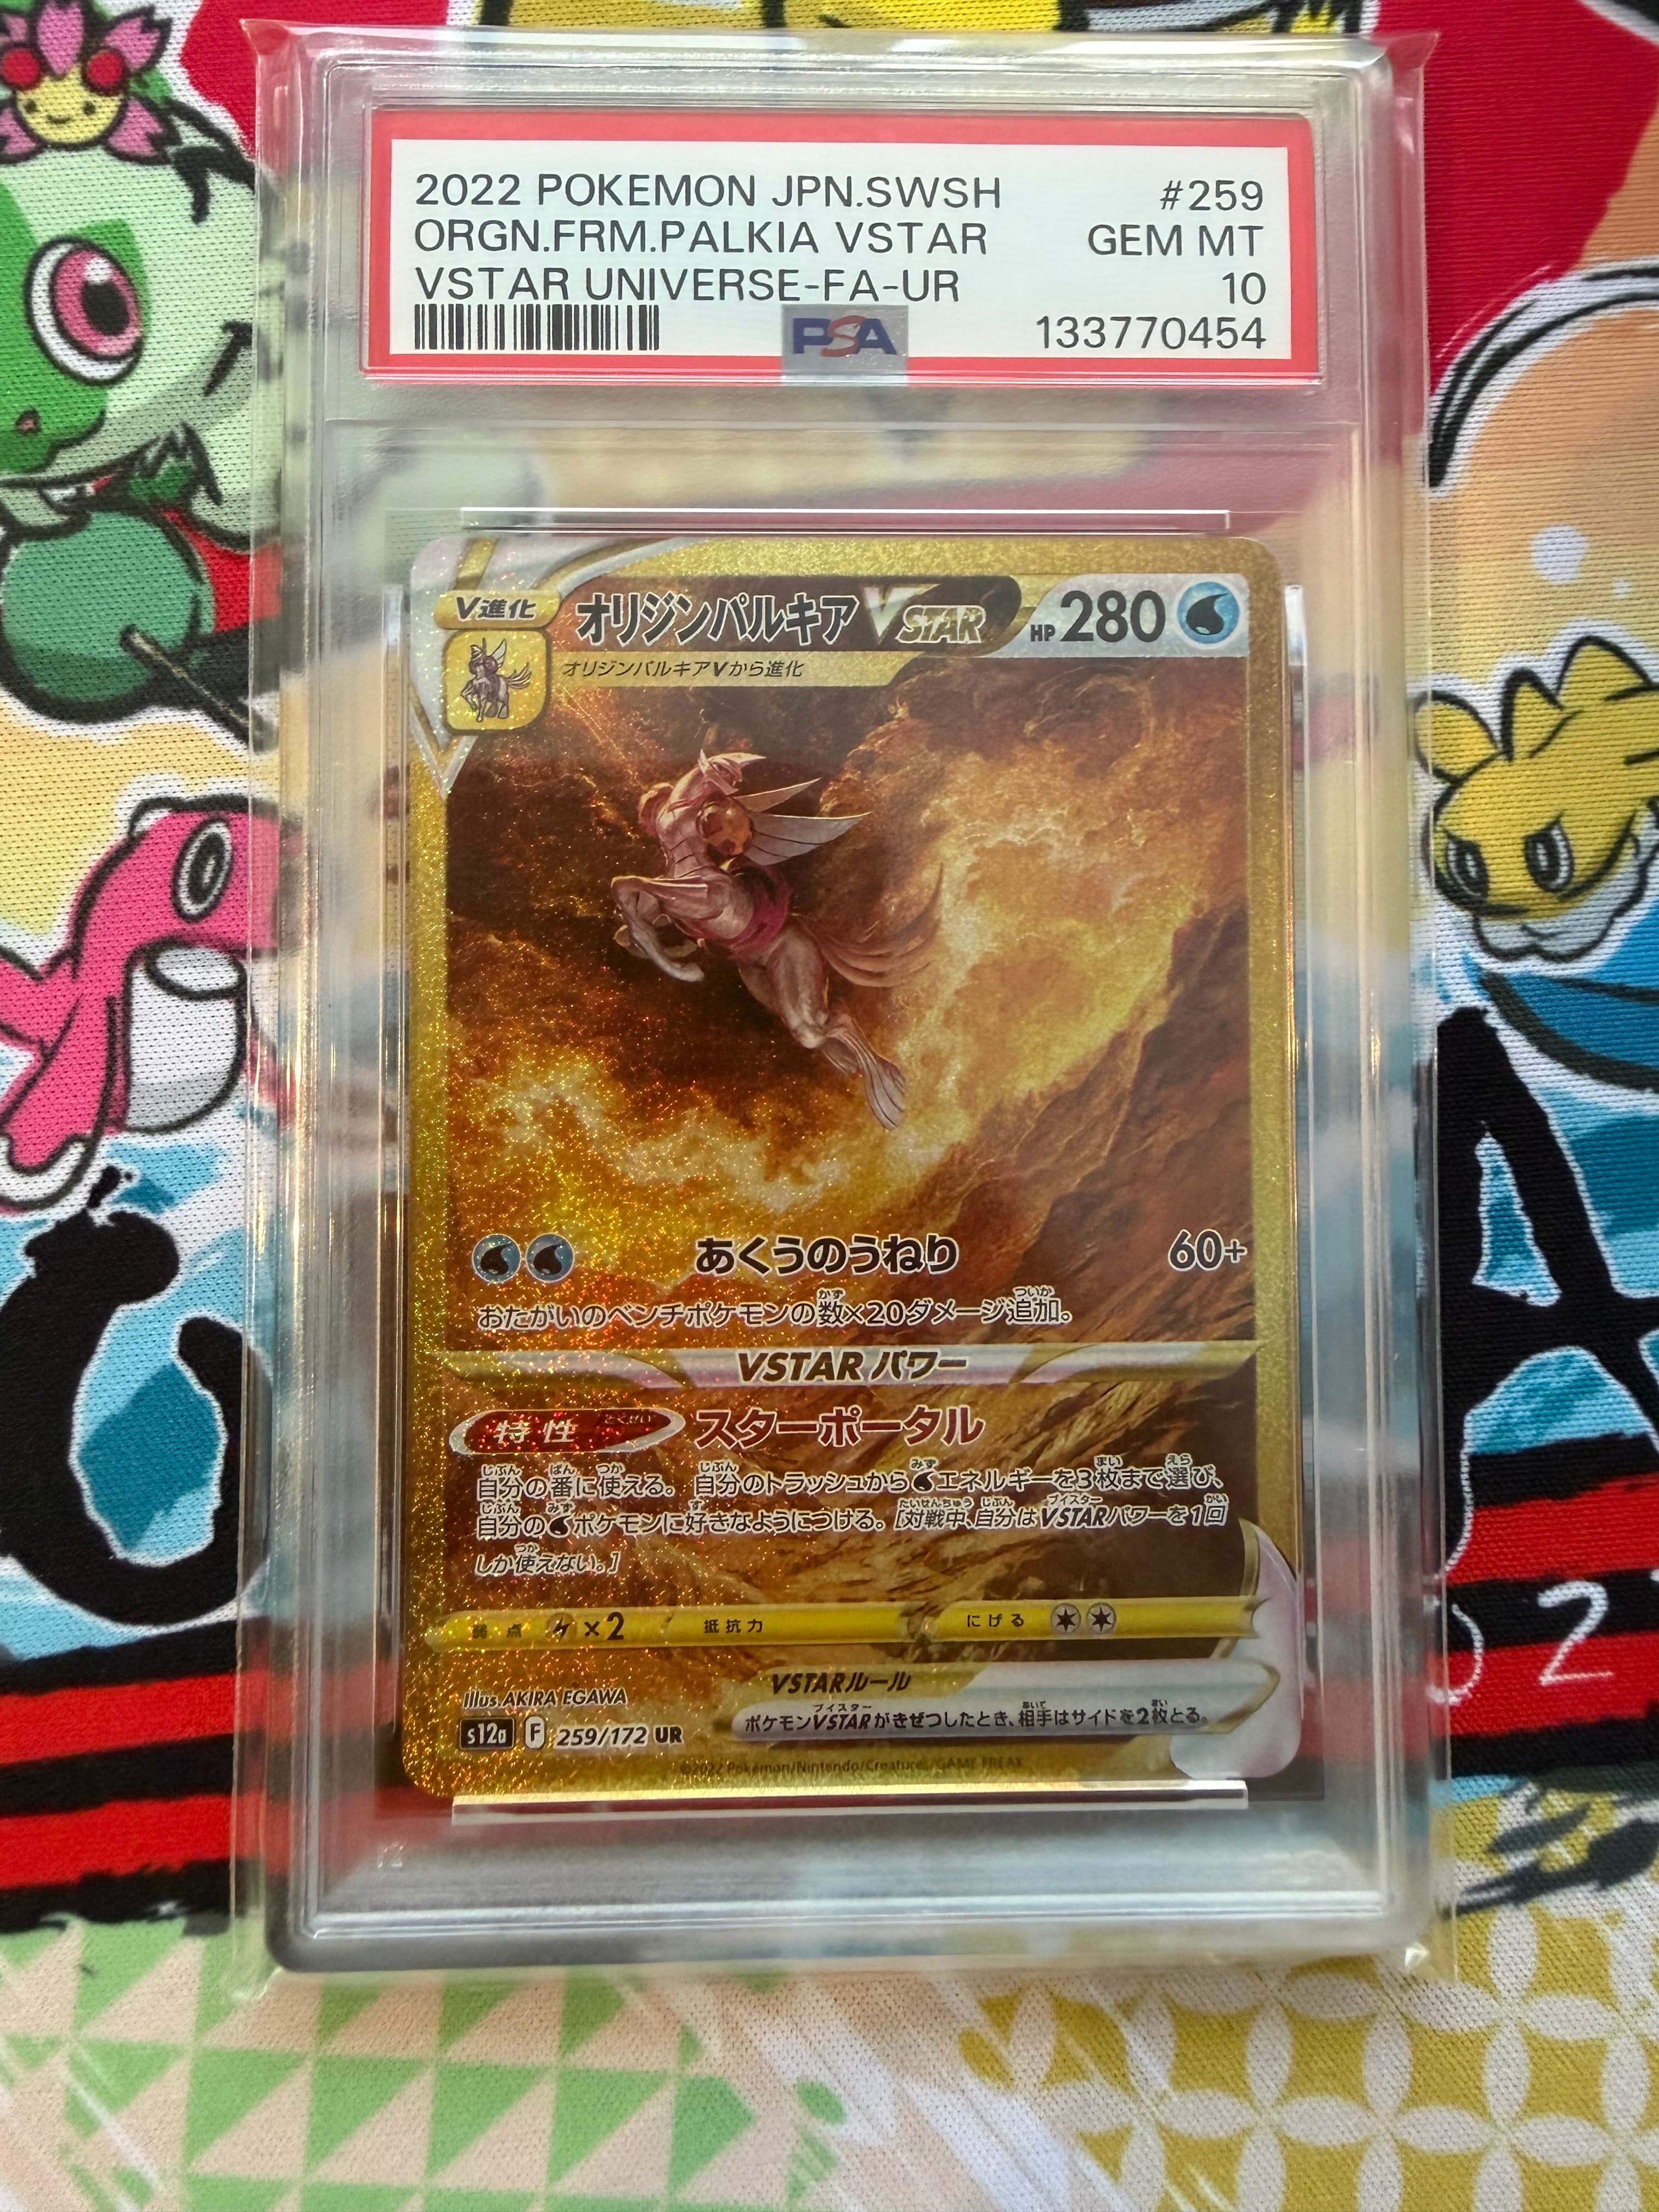 2022 POKEMON JPN.SWSH #259
ORGN.FRM.PALKIA VSTAR GEM MT
VSTAR UNIVERSE-FA-UR 10
PSA 133770454
V進化 オリジンパルキア VSTAR HP 280
オリジンパルキアVから進化
あくうのうねり 60+
おたがいのベンチポケモンの数×20ダメージ追加。
VSTARパワー
特性 スターポータル
自分の番に使える。自分のトラッシュからエネルギーを3枚まで選び、
自分のポケモンに好きなようにつける。[対戦中、自分はVSTARパワーを1回
しか使えない。]
弱点 ×2 抵抗力 にげる
VSTARルール
ポケモンVSTARがきぜつしたとき、相手はサイドを2枚とる。
illus.AKIRA EGAWA
s12a F 259/172 UR
©2022 Pokémon/Nintendo/Creatures/GAME FREAK